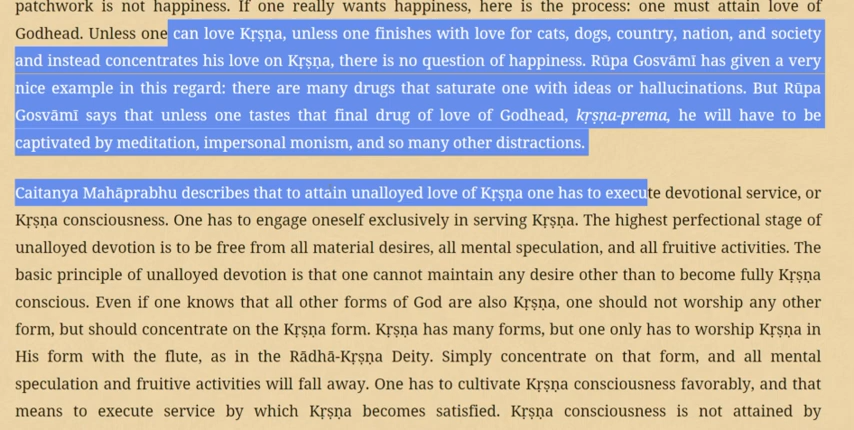 patchwork is not happiness. If one really wants happiness, here is the process: one must attain love of
Godhead. Unless one can love Kṛṣṇa, unless one finishes with love for cats, dogs, country, nation, and society
and instead concentrates his love on Kṛṣṇa, there is no question of happiness. Rūpa Gosvāmī has given a very
nice example in this regard: there are many drugs that saturate one with ideas or hallucinations. But Rūpa
Gosvāmī says that unless one tastes that final drug of love of Godhead, kṛṣṇa-prema, he will have to be
captivated by meditation, impersonal monism, and so many other distractions.
Caitanya Mahāprabhu describes that to attain unalloyed love of Kṛṣṇa one has to execute devotional service, or
Kṛṣṇa consciousness. One has to engage oneself exclusively in serving Kṛṣṇa. The highest perfectional stage of
unalloyed devotion is to be free from all material desires, all mental speculation, and all fruitive activities. The
basic principle of unalloyed devotion is that one cannot maintain any desire other than to become fully Kṛṣṇa
conscious. Even if one knows that all other forms of God are also Kṛṣṇa, one should not worship any other
form, but should concentrate on the Kṛṣṇa form. Kṛṣṇa has many forms, but one only has to worship Kṛṣṇa in
His form with the flute, as in the Rādhā-Kṛṣṇa Deity. Simply concentrate on that form, and all mental
speculation and fruitive activities will fall away. One has to cultivate Kṛṣṇa consciousness favorably, and that
means to execute service by which Kṛṣṇa becomes satisfied. Kṛṣṇa consciousness is not attained by